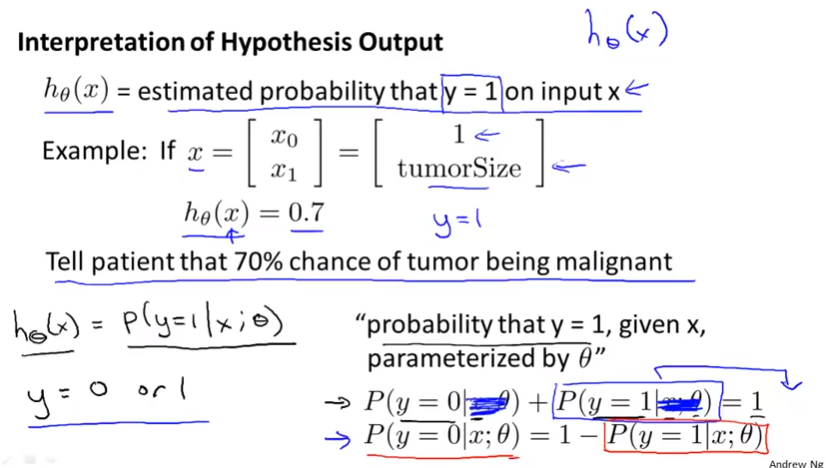 Interpretation of Hypothesis Output
hθ(x)
hθ(x) = estimated probability that y = 1 on input x ←
Example: If x = [ x₀ x₁ ] = [ 1 ← tumorSize ] ←
hθ(x) = 0.7
y=1
Tell patient that 70% chance of tumor being malignant
hθ(x) = P(y=1|x;θ)
y = 0 or 1
“probability that y = 1, given x,
parameterized by θ”
→ P(y = 0| θ) + P(y = 1|x; θ) = 1
→ P(y = 0|x; θ) = 1 − P(y = 1|x; θ)
Andrew Ng